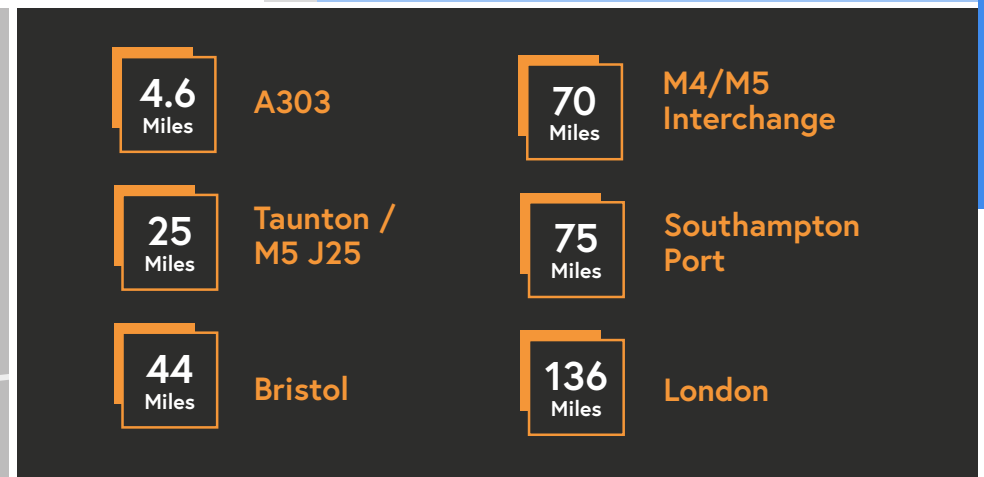 4.6
Miles
A303
25
Miles
Taunton /
M5 J25
44
Miles
Bristol
70
Miles
M4/M5
Interchange
75
Miles
Southampton
Port
136
Miles
London